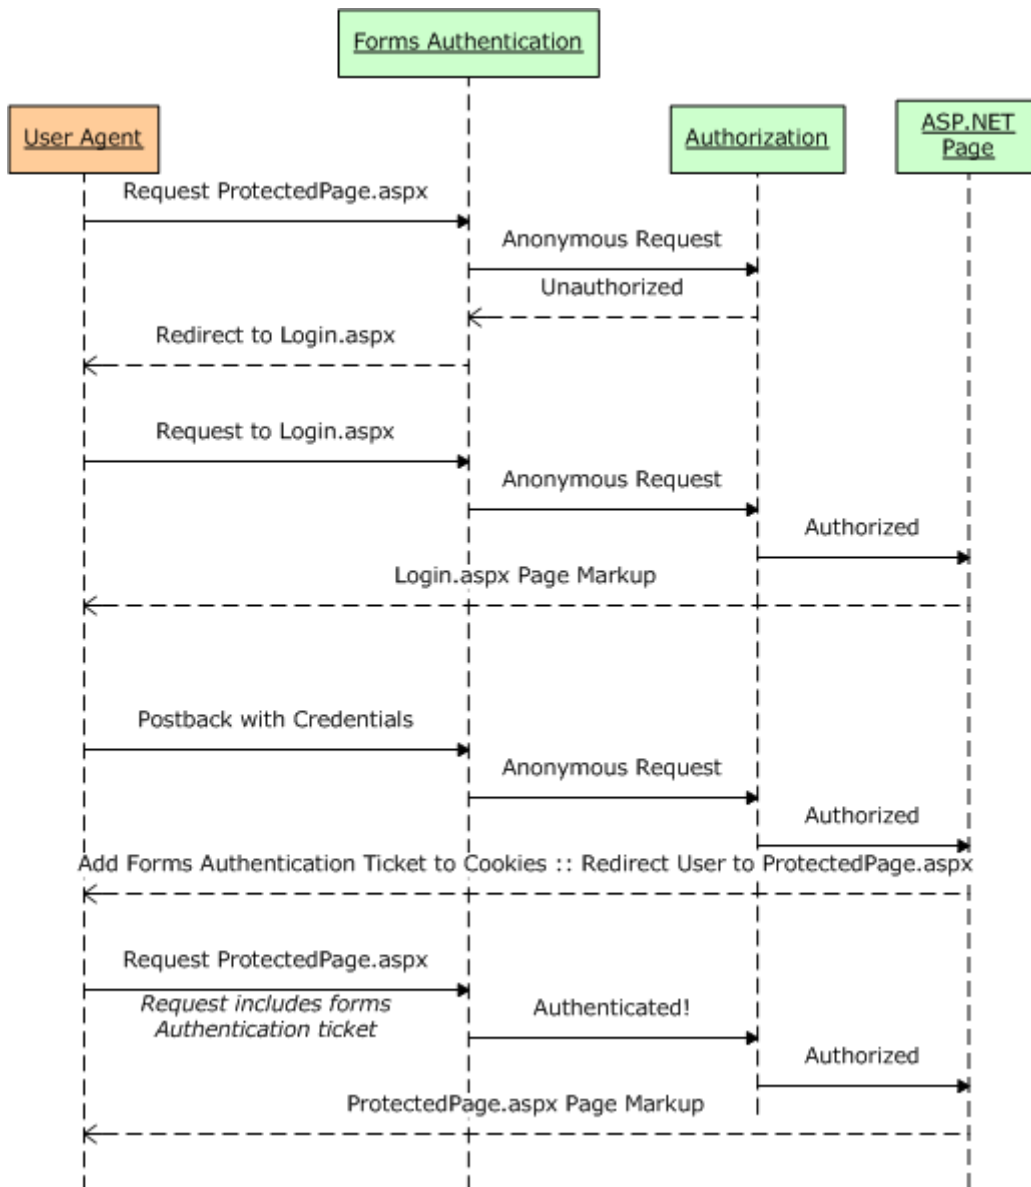 Forms Authentication
User Agent
Authorization
ASP.NET
Page
Request ProtectedPage.aspx
Anonymous Request
Unauthorized
Redirect to Login.aspx
Request to Login.aspx
Anonymous Request
Authorized
Login.aspx Page Markup
Postback with Credentials
Anonymous Request
Authorized
Add Forms Authentication Ticket to Cookies :: Redirect User to ProtectedPage.aspx
Request ProtectedPage.aspx
Request includes forms
Authentication ticket
Authenticated!
Authorized
ProtectedPage.aspx Page Markup